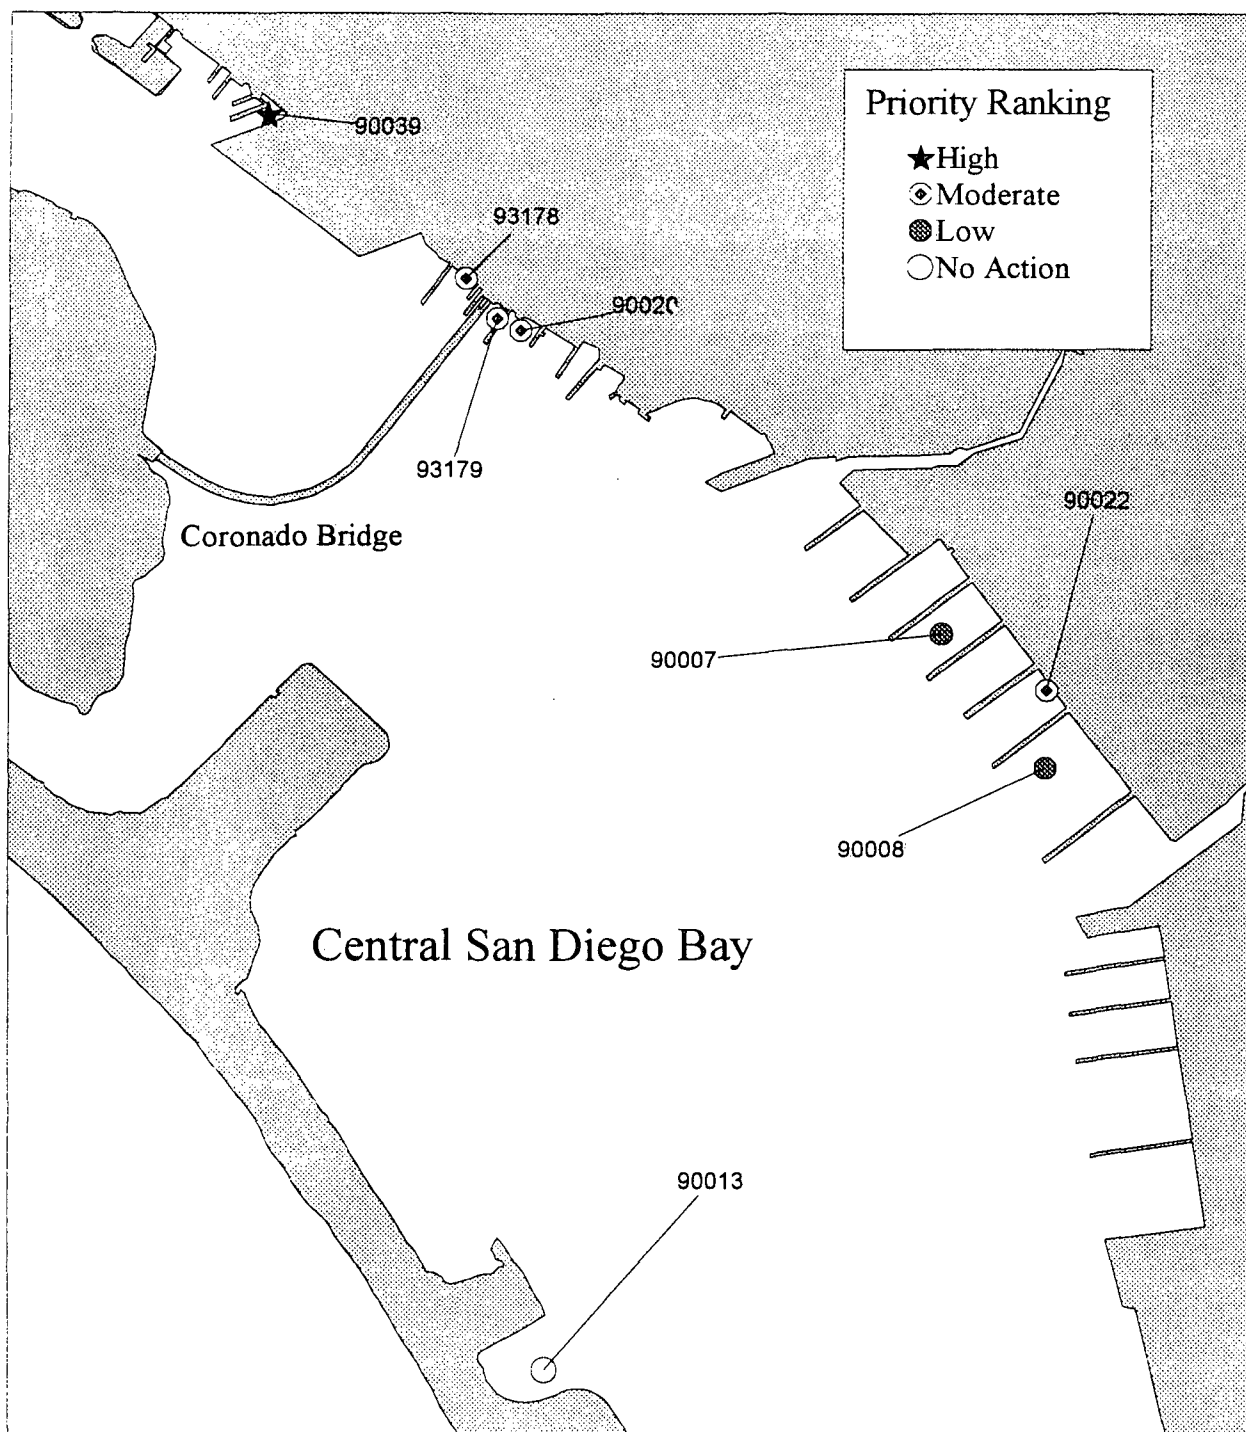 Priority Ranking
High
Moderate
Low
No Action
90039
93178
90020
93179
Coronado Bridge
90022
90007
90008
Central San Diego Bay
90013